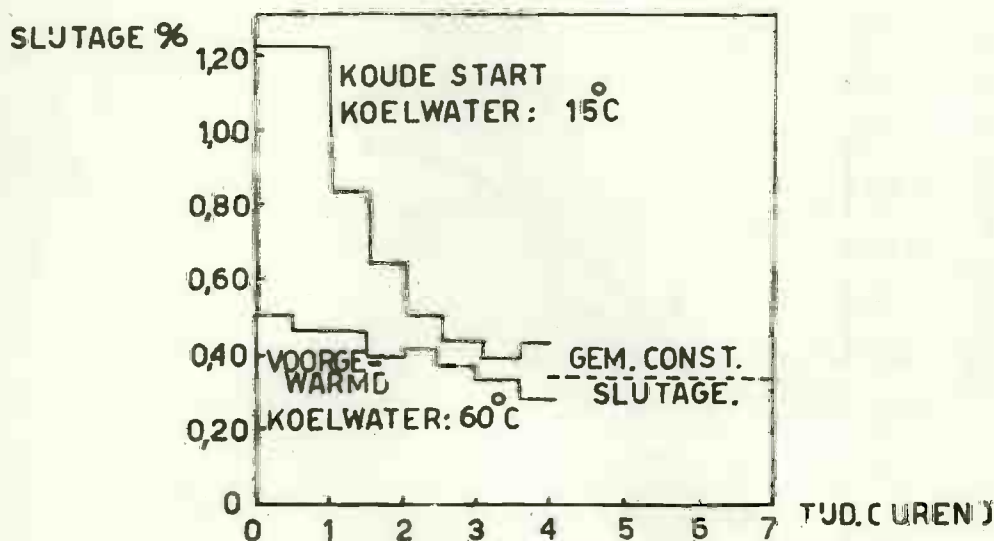 SLIJTAGE %
1,20
KOUDE START
KOELWATER: 15°C
1,00
0,80
0,60
0,40
VOORGE-
WARMD
GEM. CONST.
SLIJTAGE.
KOELWATER: 60°C
0,20
0
0 1 2 3 4 5 6 7
TIJD. (UREN)